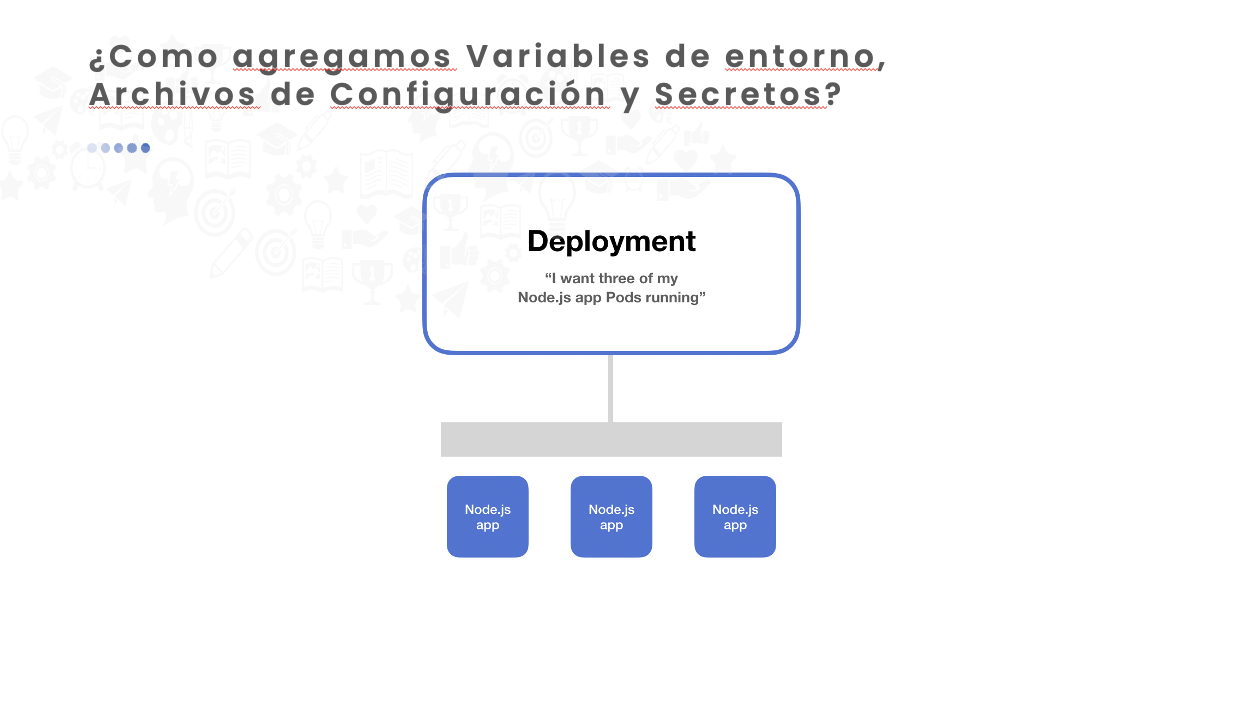 ¿Como agregamos Variables de entorno,
Archivos de Configuración y Secretos?
Deployment
“I want three of my
Node.js app Pods running”
Node.js
app
Node.js
app
Node.js
app